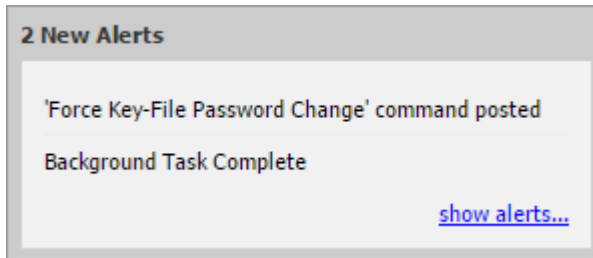 2 New Alerts
'Force Key-File Password Change' command posted
Background Task Complete
show alerts...